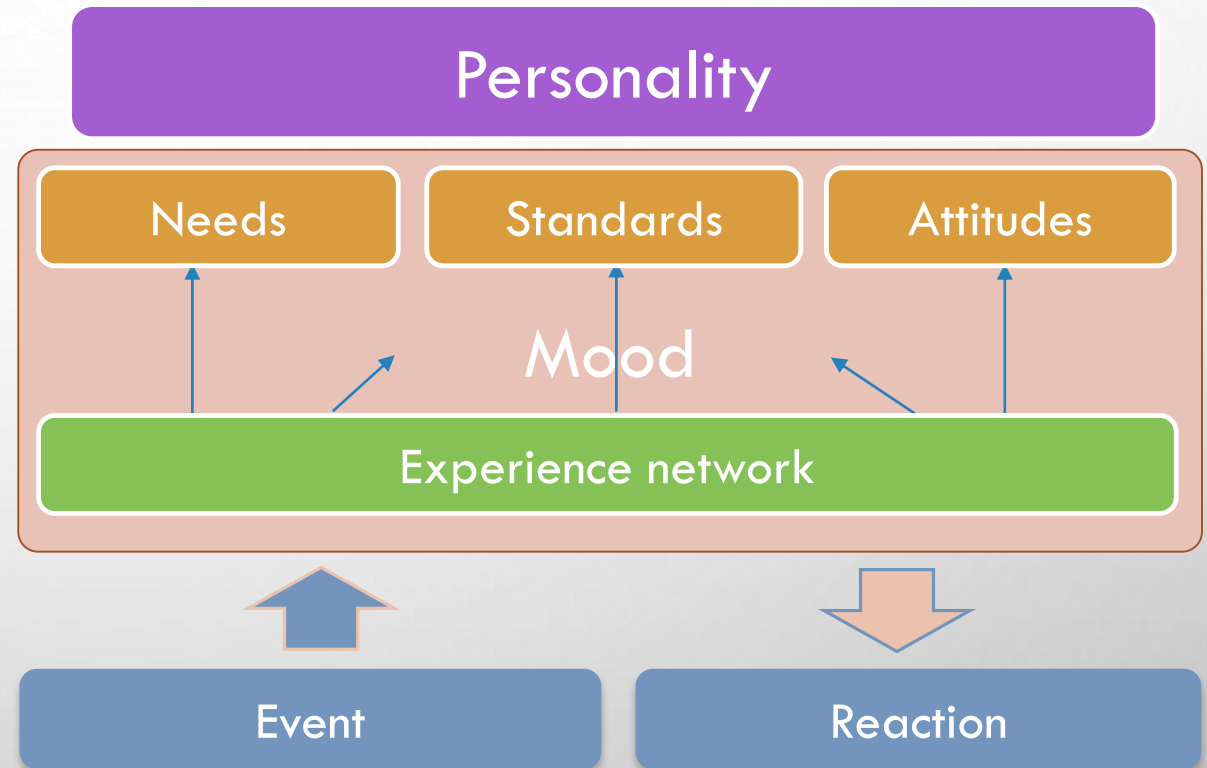 Personality
Needs
Standards
Attitudes
Mood
Experience network
Event
Reaction